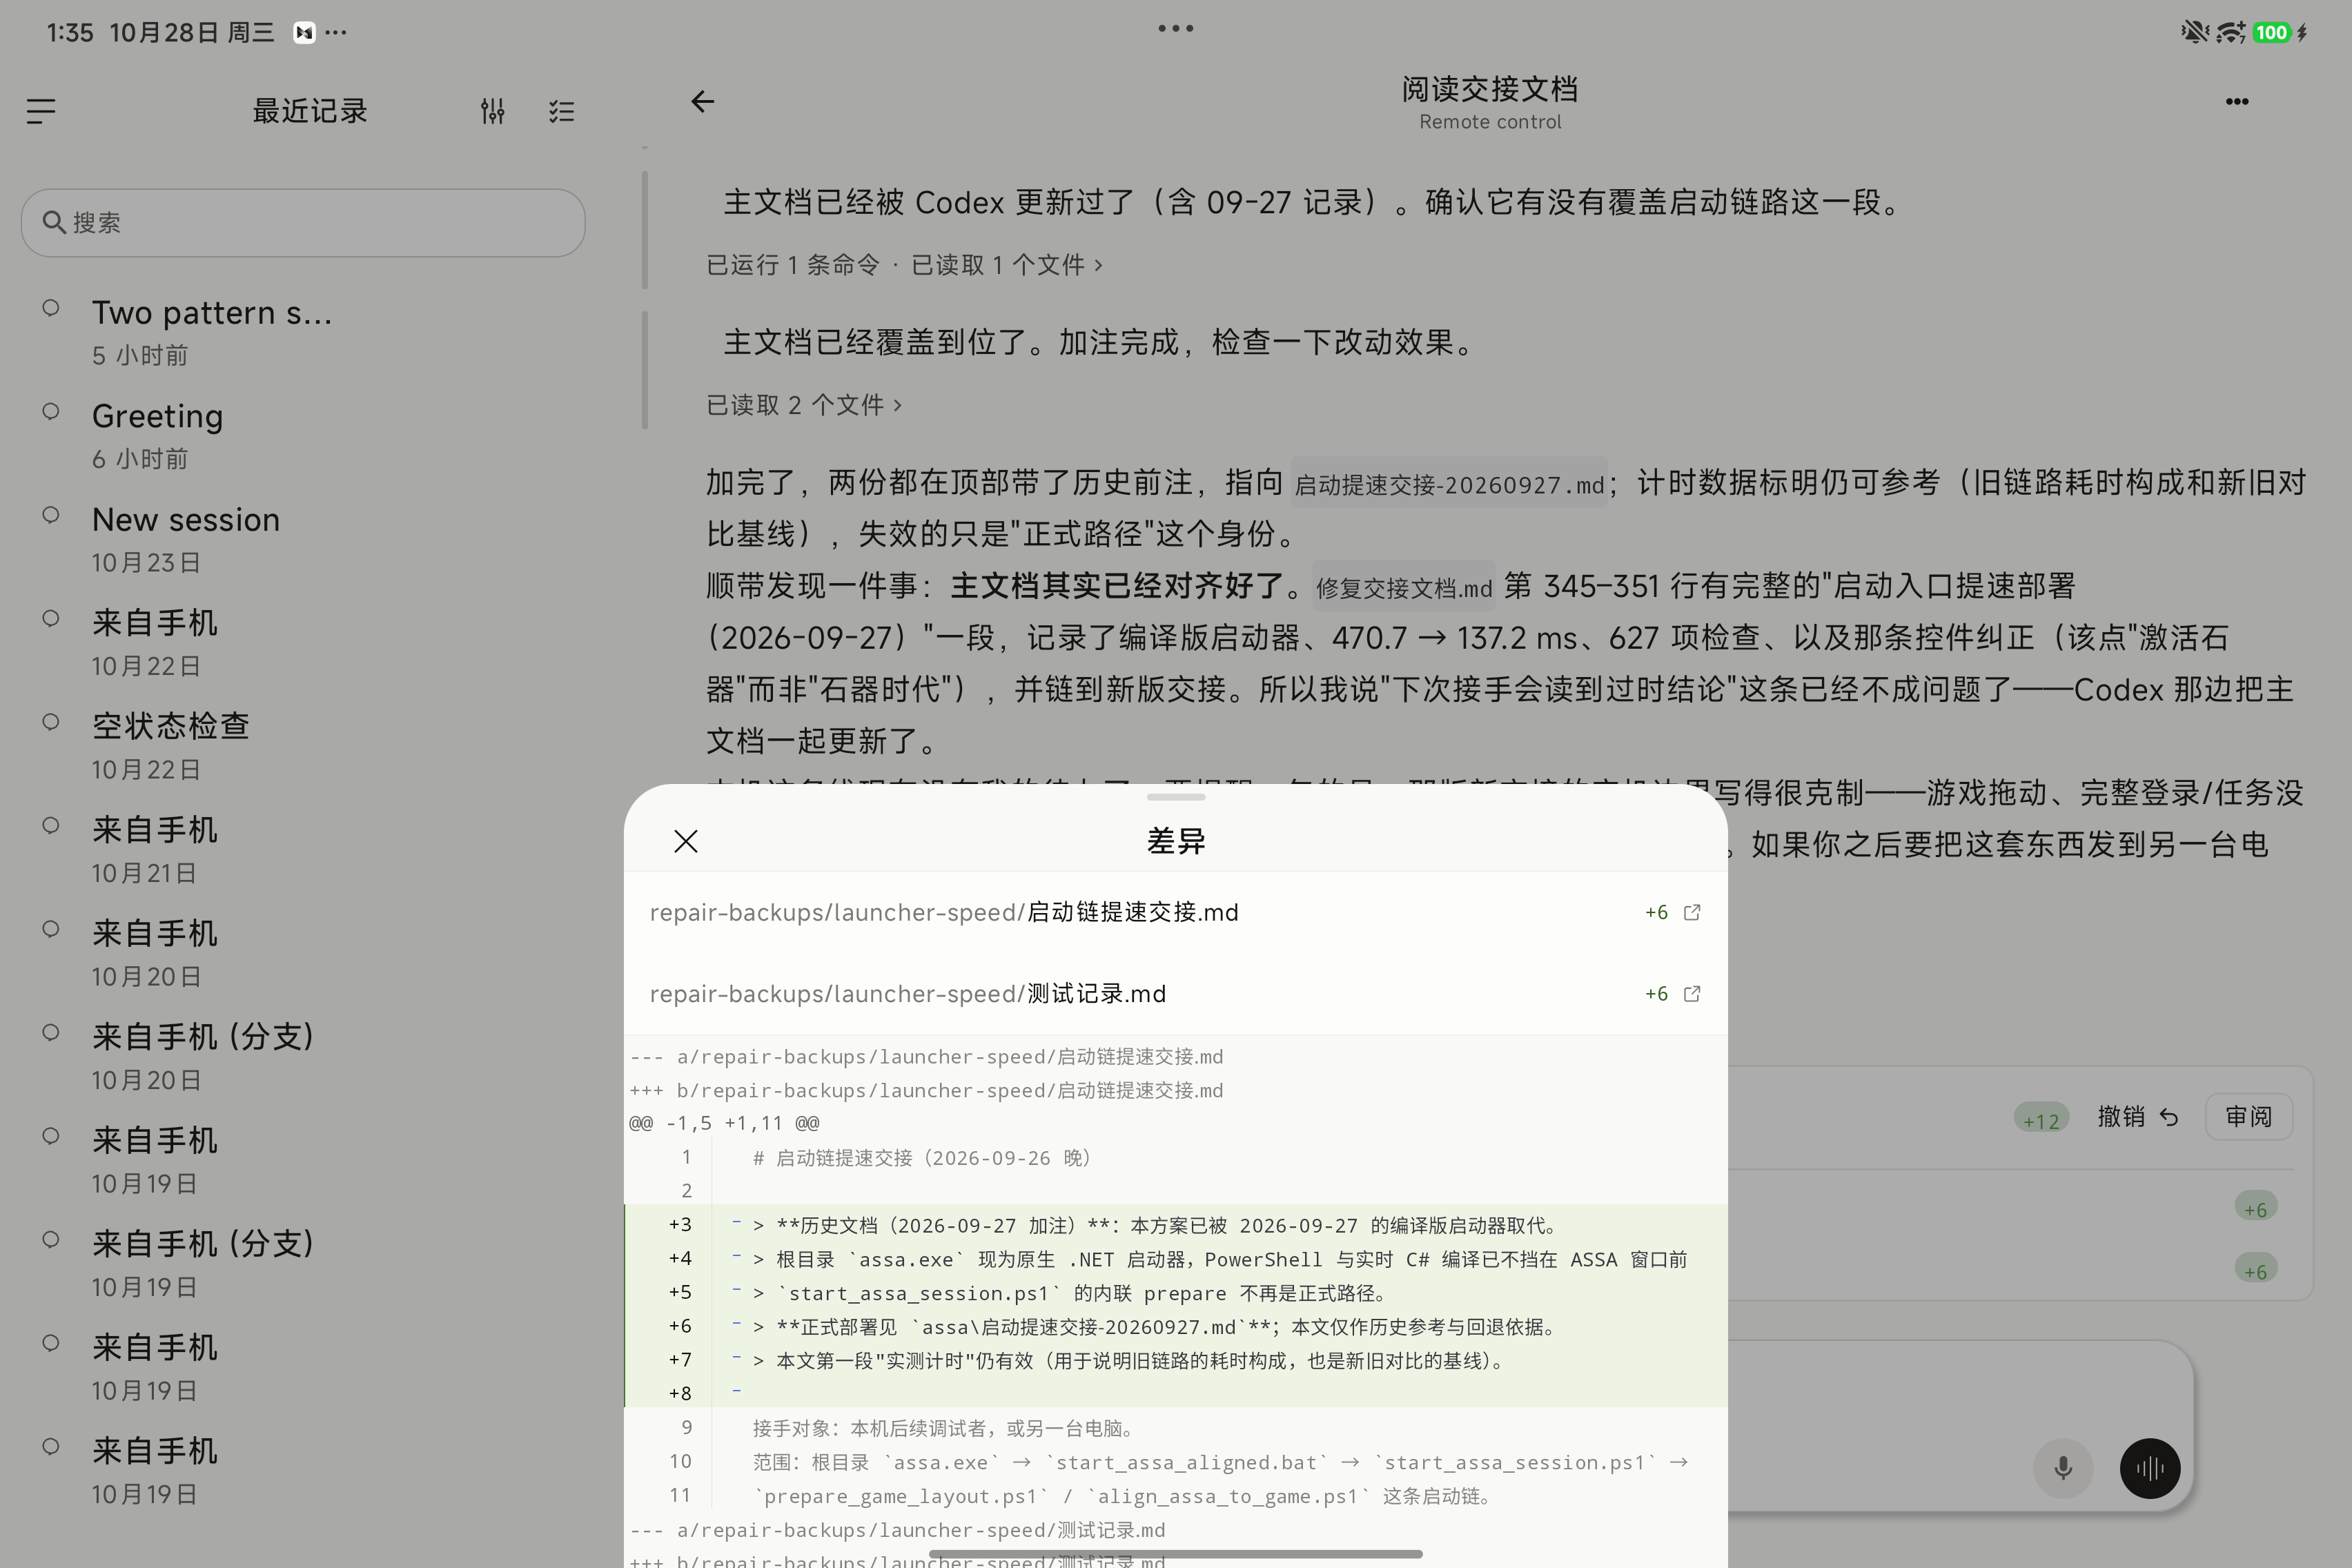 1:35 10月28日 周三
100
最近记录
搜索
Two pattern s...
5 小时前
Greeting
6 小时前
New session
10月23日
来自手机
10月22日
空状态检查
10月22日
来自手机
10月21日
来自手机
10月20日
来自手机 (分支)
10月20日
来自手机
10月19日
来自手机 (分支)
10月19日
来自手机
10月19日
来自手机
10月19日
阅读交接文档
Remote control
主文档已经被 Codex 更新过了（含 09-27 记录）。确认它有没有覆盖启动链路这一段。
已运行 1 条命令 · 已读取 1 个文件 >
主文档已经覆盖到位了。加注完成，检查一下改动效果。
已读取 2 个文件 >
加完了，两份都在顶部带了历史前注，指向 启动提速交接-20260927.md；计时数据标明仍可参考（旧链路耗时构成和新旧对
比基线），失效的只是"正式路径"这个身份。
顺带发现一件事：主文档其实已经对齐好了。修复交接文档.md 第 345–351 行有完整的"启动入口提速部署
（2026-09-27）"一段，记录了编译版启动器、470.7 → 137.2 ms、627 项检查、以及那条控件纠正（该点"激活石
器"而非"石器时代"），并链到新版交接。所以我说"下次接手会读到过时结论"这条已经不成问题了——Codex 那边把主
文档一起更新了。
写得很克制——游戏拖动、完整登录/任务没
。如果你之后要把这套东西发到另一台电
差异
repair-backups/launcher-speed/启动链提速交接.md +6
repair-backups/launcher-speed/测试记录.md +6
--- a/repair-backups/launcher-speed/启动链提速交接.md
+++ b/repair-backups/launcher-speed/启动链提速交接.md
@@ -1,5 +1,11 @@
1 # 启动链提速交接（2026-09-26 晚）
2
+3 - > **历史文档（2026-09-27 加注）**：本方案已被 2026-09-27 的编译版启动器取代。
+4 - > 根目录 `assa.exe` 现为原生 .NET 启动器，PowerShell 与实时 C# 编译已不挡在 ASSA 窗口前
+5 - > `start_assa_session.ps1` 的内联 prepare 不再是正式路径。
+6 - > **正式部署见 `assa\启动提速交接-20260927.md`**；本文仅作历史参考与回退依据。
+7 - > 本文第一段"实测计时"仍有效（用于说明旧链路的耗时构成，也是新旧对比的基线）。
+8 -
9 接手对象：本机后续调试者，或另一台电脑。
10 范围：根目录 `assa.exe` → `start_assa_aligned.bat` → `start_assa_session.ps1` →
11 `prepare_game_layout.ps1` / `align_assa_to_game.ps1` 这条启动链。
--- a/repair-backups/launcher-speed/测试记录.md
+++ b/repair-backups/launcher-speed/测试记录.md
+12 撤销 审阅
+6
+6